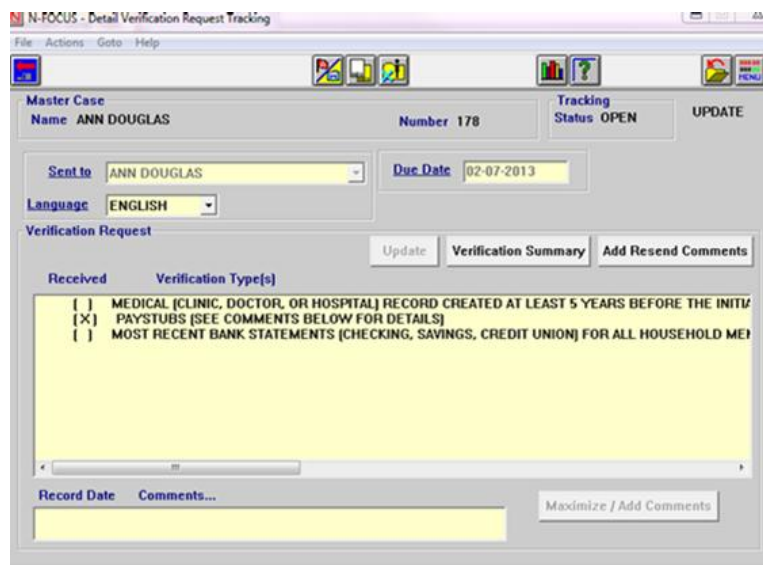 N-FOCUS - Detail Verification Request Tracking
File Actions Goto Help
MENU
Master Case
Name ANN DOUGLAS
Number 178
Tracking
Status OPEN
UPDATE
Sent to ANN DOUGLAS
Due Date 02-07-2013
Language ENGLISH
Verification Request
Update Verification Summary Add Resend Comments
Received Verification Type(s)
[ ] MEDICAL (CLINIC, DOCTOR, OR HOSPITAL) RECORD CREATED AT LEAST 5 YEARS BEFORE THE INITIA
[X] PAYSTUBS (SEE COMMENTS BELOW FOR DETAILS)
[ ] MOST RECENT BANK STATEMENTS (CHECKING, SAVINGS, CREDIT UNION) FOR ALL HOUSEHOLD MEM
Record Date Comments...
Maximize / Add Comments